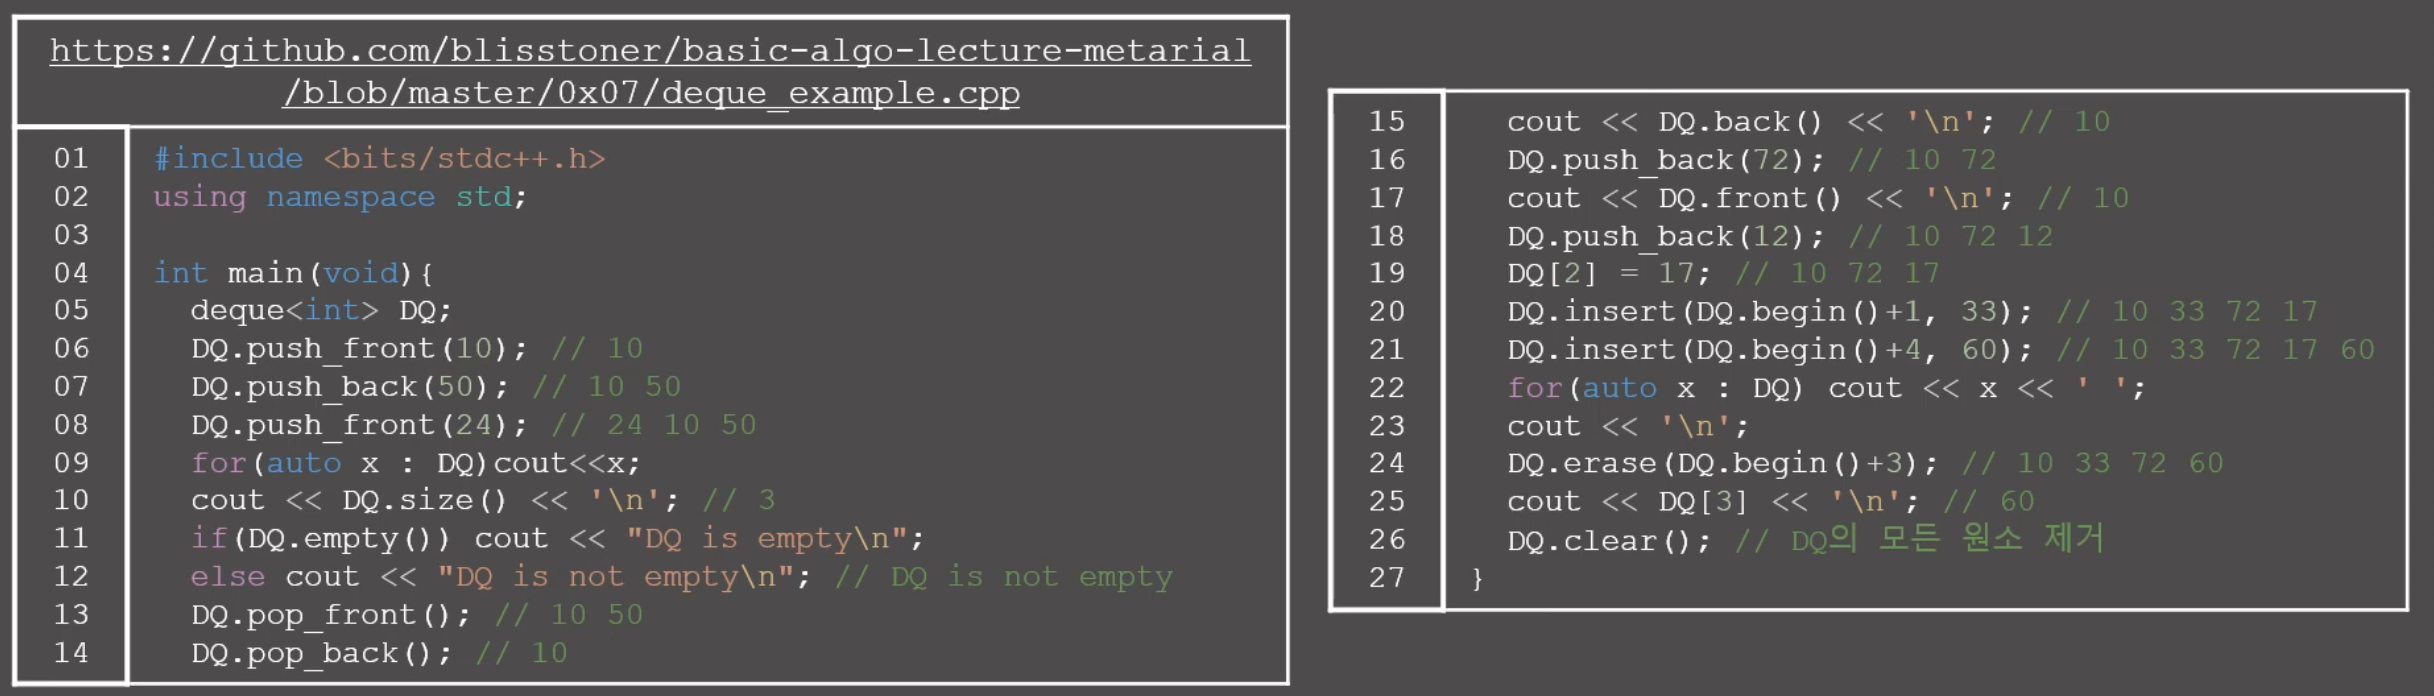 https://github.com/blisstoner/basic-algo-lecture-metarial
/blob/master/0x07/deque_example.cpp
01 #include <bits/stdc++.h>
02 using namespace std;
03
04 int main(void){
05   deque<int> DQ;
06   DQ.push_front(10); // 10
07   DQ.push_back(50); // 10 50
08   DQ.push_front(24); // 24 10 50
09   for(auto x : DQ)cout<<x;
10   cout << DQ.size() << '\n'; // 3
11   if(DQ.empty()) cout << "DQ is empty\n";
12   else cout << "DQ is not empty\n"; // DQ is not empty
13   DQ.pop_front(); // 10 50
14   DQ.pop_back(); // 10
15   cout << DQ.back() << '\n'; // 10
16   DQ.push_back(72); // 10 72
17   cout << DQ.front() << '\n'; // 10
18   DQ.push_back(12); // 10 72 12
19   DQ[2] = 17; // 10 72 17
20   DQ.insert(DQ.begin()+1, 33); // 10 33 72 17
21   DQ.insert(DQ.begin()+4, 60); // 10 33 72 17 60
22   for(auto x : DQ) cout << x << ' ';
23   cout << '\n';
24   DQ.erase(DQ.begin()+3); // 10 33 72 60
25   cout << DQ[3] << '\n'; // 60
26   DQ.clear(); // DQ의 모든 원소 제거
27 }